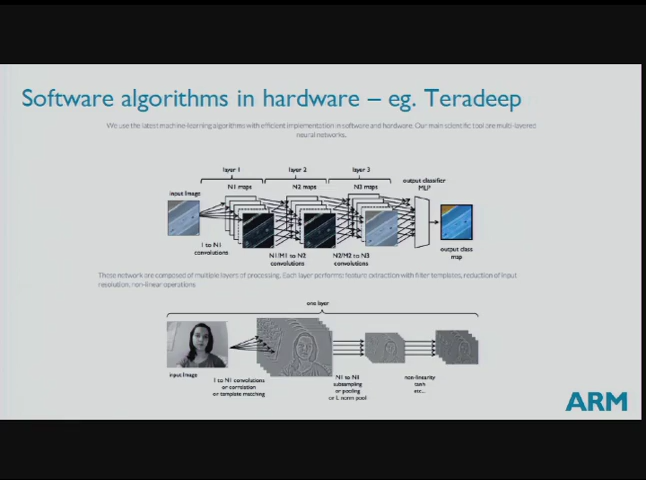 Software algorithms in hardware – eg. Teradeep
We use the latest machine-learning algorithms with efficient implementation in software and hardware. Our main scientific tool are multi-layered
neural networks.
layer 1 layer 2 layer 3
output classifier
MLP
input image
N1 maps N2 maps N3 maps
1 to N1
convolutions
N1/M1 to N2
convolutions
N2/M2 to N3
convolutions
output class
map
These network are composed of multiple layers of processing. Each layer performs: feature extraction with filter templates, reduction of input
resolution, non-linear operations
one layer
input image
1 to N1 convolutions
or correlation
or template matching
N1 to N1
subsampling
or pooling
or L norm pool
non-linearity
tanh
etc...
ARM